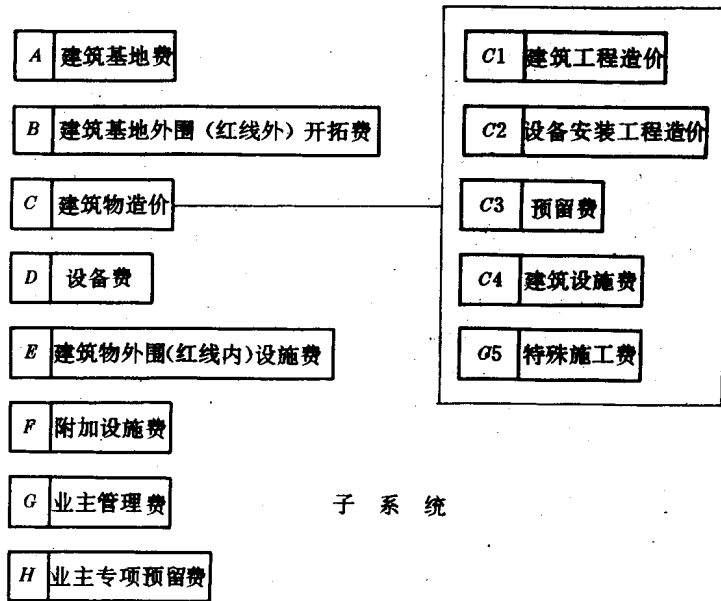 A 建筑基地费
B 建筑基地外围（红线外）开拓费
C 建筑物造价
D 设备费
E 建筑物外围(红线内)设施费
F 附加设施费
G 业主管理费
H 业主专项预留费
C1 建筑工程造价
C2 设备安装工程造价
C3 预留费
C4 建筑设施费
G5 特殊施工费
子系统